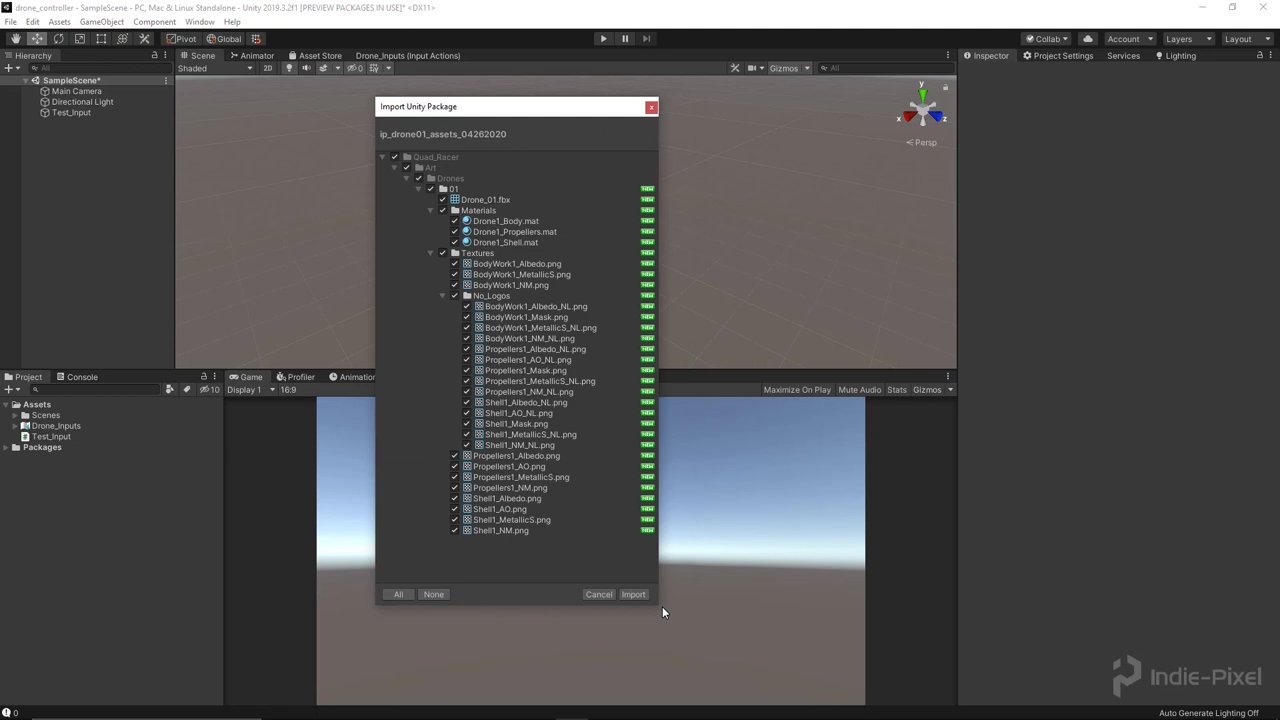 drone_controller - SampleScene - PC, Mac & Linux Standalone - Unity 2019.3.2f1 [PREVIEW PACKAGES IN USE]* <DX11>
File Edit Assets GameObject Component Window Help
Pivot Global Collab Account Layers Layout
Hierarchy Scene Animator Asset Store Drone_Inputs (Input Actions) Inspector Project Settings Services Lighting
All Shaded 2D 0 Gizmos All
SampleScene*
Main Camera
Directional Light
Test_Input
y
x
z
Persp
Import Unity Package
x
ip_drone01_assets_04262020
Quad_Racer
Art
Drones
01
Drone_01.fbx
Materials
Drone1_Body.mat
Drone1_Propellers.mat
Drone1_Shell.mat
Textures
BodyWork1_Albedo.png
BodyWork1_MetallicS.png
BodyWork1_NM.png
No_Logos
BodyWork1_Albedo_NL.png
BodyWork1_Mask.png
BodyWork1_MetallicS_NL.png
BodyWork1_NM_NL.png
Propellers1_Albedo_NL.png
Propellers1_AO_NL.png
Propellers1_Mask.png
Propellers1_MetallicS_NL.png
Propellers1_NM_NL.png
Shell1_Albedo_NL.png
Shell1_AO_NL.png
Shell1_Mask.png
Shell1_MetallicS_NL.png
Shell1_NM_NL.png
Propellers1_Albedo.png
Propellers1_AO.png
Propellers1_MetallicS.png
Propellers1_NM.png
Shell1_Albedo.png
Shell1_AO.png
Shell1_MetallicS.png
Shell1_NM.png
All None Cancel Import
Project Console Game Profiler Animation
10 Display 1 16:9 Maximize On Play Mute Audio Stats Gizmos
Assets
Scenes
Drone_Inputs
Test_Input
Packages
Indie-Pixel
0 Auto Generate Lighting Off